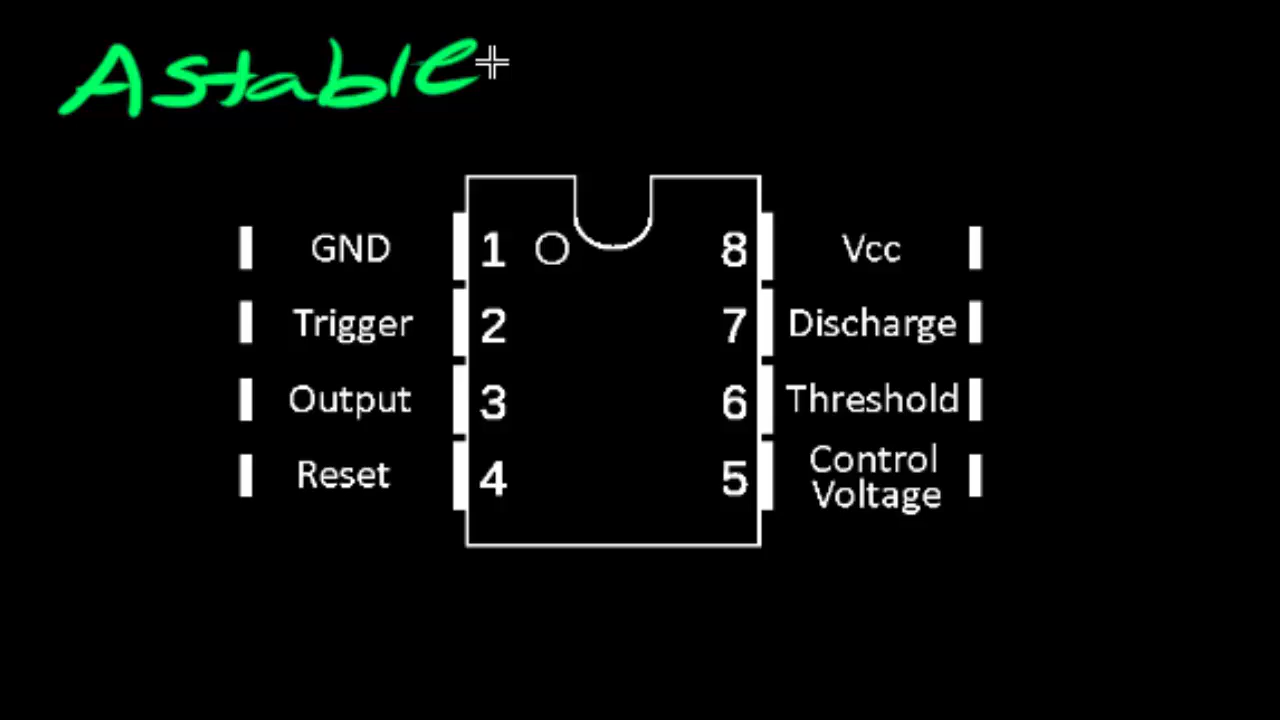 Astable
GND 1 8 Vcc
Trigger 2 7 Discharge
Output 3 6 Threshold
Reset 4 5 Control Voltage